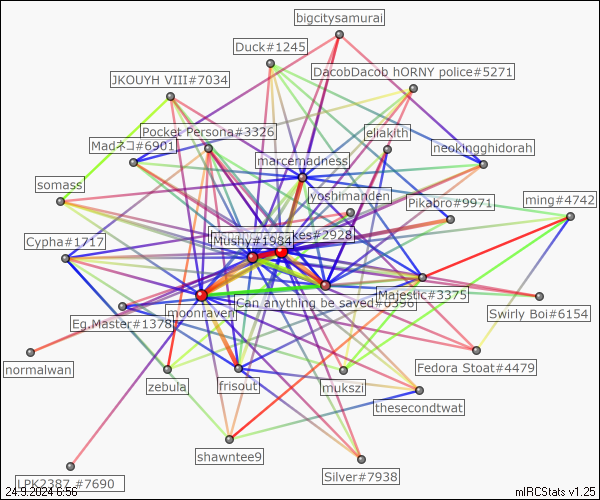 bigcitysamurai
Duck#1245
DacobDacob hORNY police#5271
JKOUYH VIII#7034
Pocket Persona#3326
eliakith
Madネコ#6901
neokingghidorah
marcemadness
somass
yoshimanden
Pikabro#9971
ming#4742
kes#2928
Cypha#1717
Mushy#1984
Can anything be saved#0398
Majestic#3375
moonraven
Swirly Boi#6154
Eg.Master#1378
normalwan
zebula
frisout
mukszi
Fedora Stoat#4479
thesecondtwat
shawntee9
Silver#7938
LPK2387 #7690
24.9.2024 6:56
mIRCStats v1.25